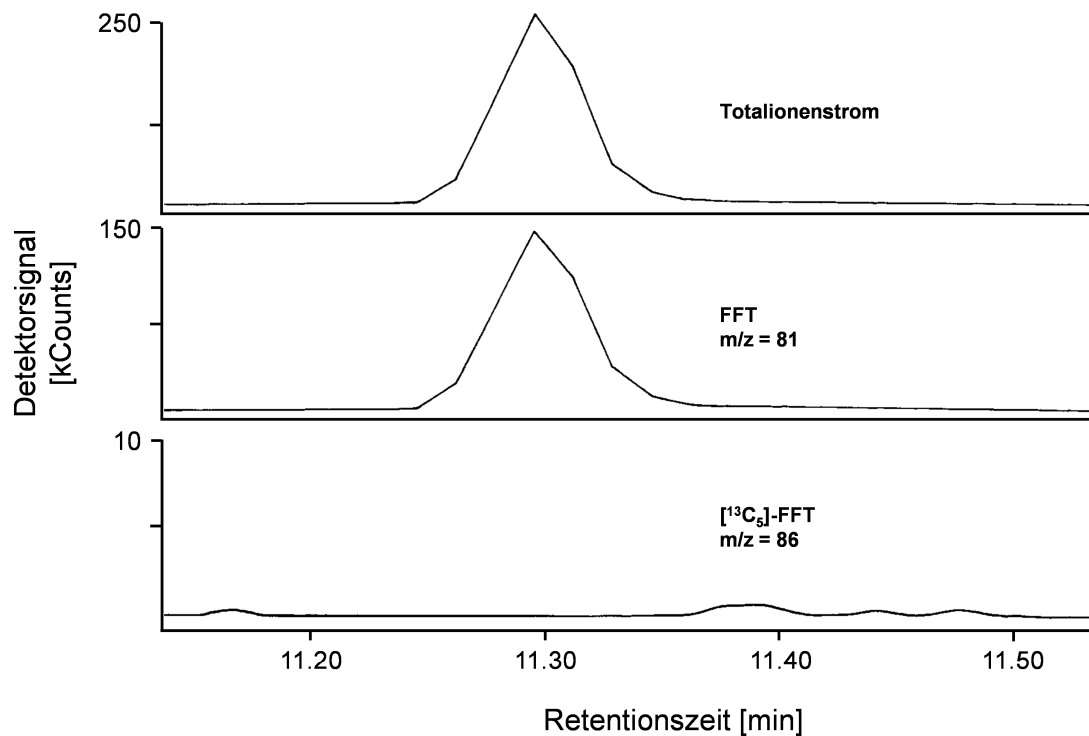 250
Totalionenstrom
150
FFT
m/z = 81
Detektorsignal
[kCounts]
10
[¹³C₅]-FFT
m/z = 86
11.20 11.30 11.40 11.50
Retentionszeit [min]